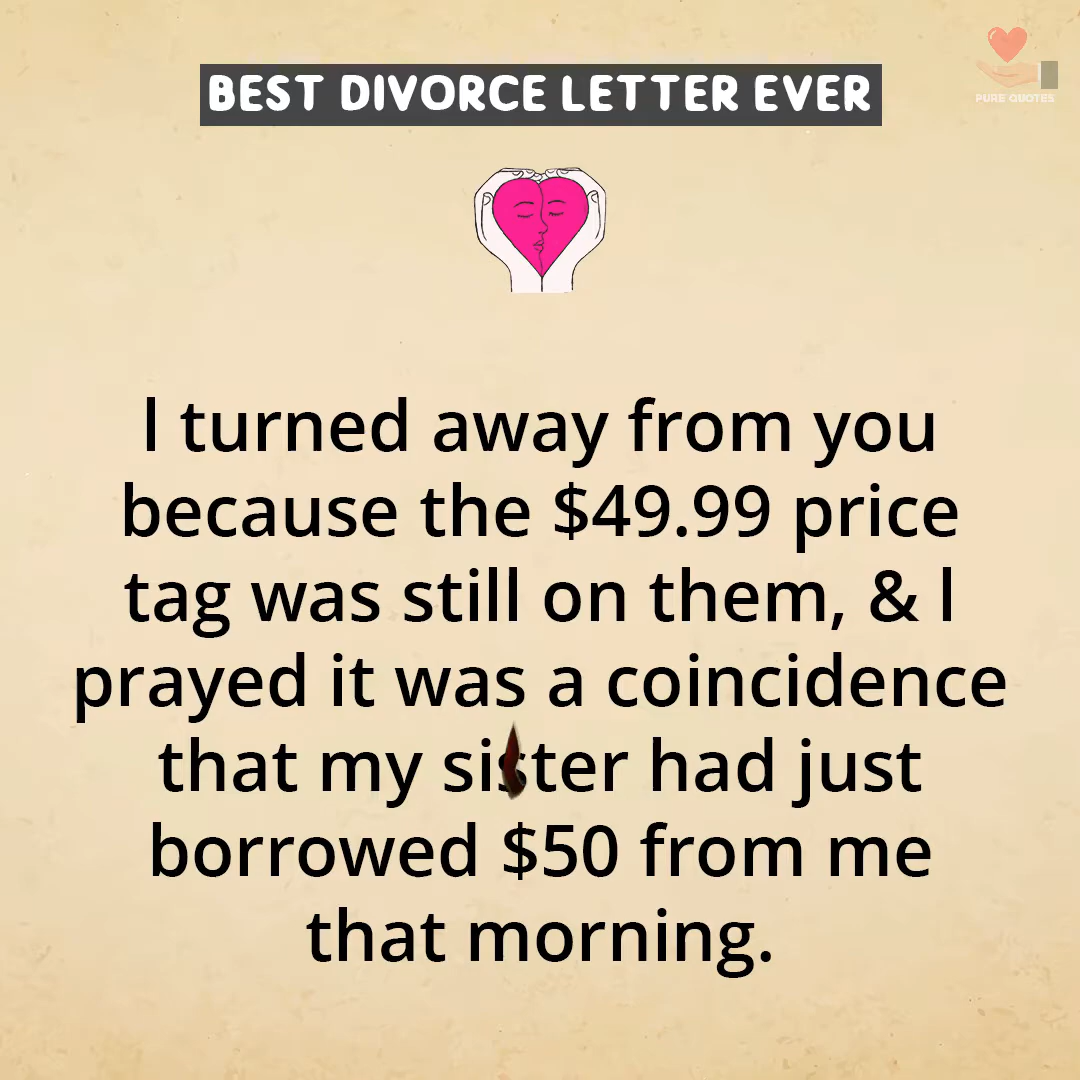 BEST DIVORCE LETTER EVER
PURE QUOTES
I turned away from you
because the $49.99 price
tag was still on them, & I
prayed it was a coincidence
that my sister had just
borrowed $50 from me
that morning.